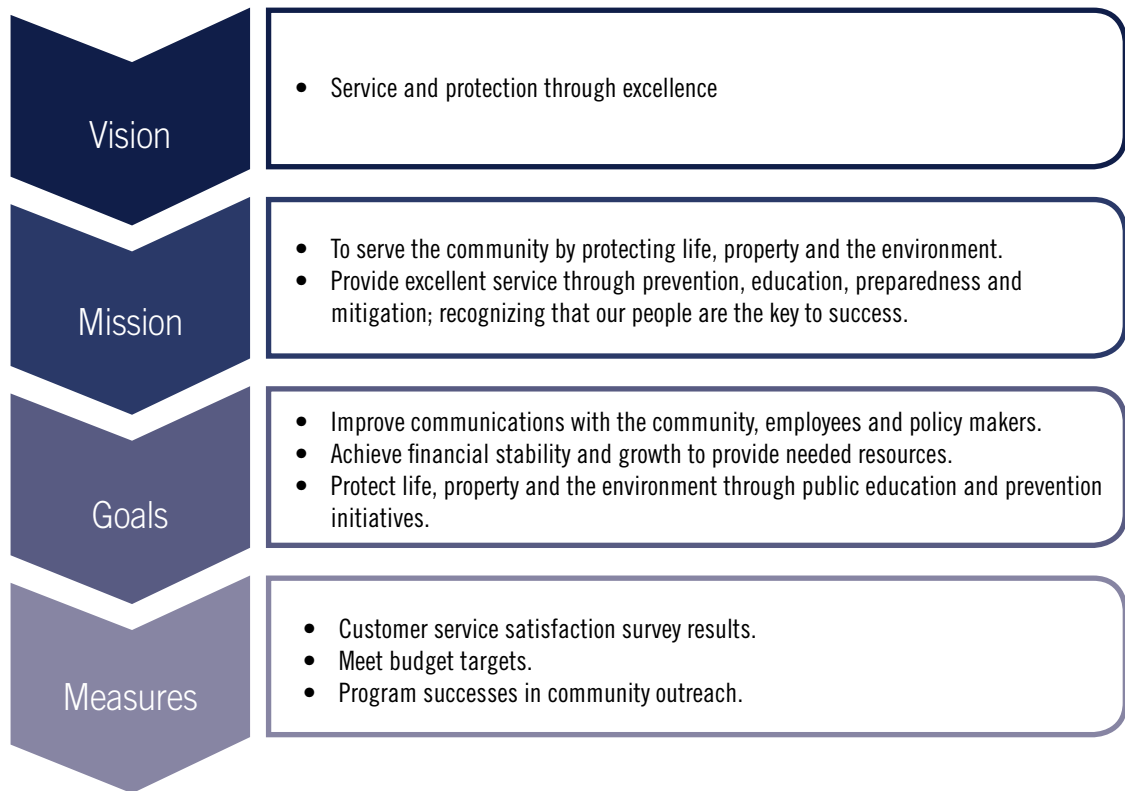 Vision
• Service and protection through excellence
Mission
• To serve the community by protecting life, property and the environment.
• Provide excellent service through prevention, education, preparedness and
mitigation; recognizing that our people are the key to success.
Goals
• Improve communications with the community, employees and policy makers.
• Achieve financial stability and growth to provide needed resources.
• Protect life, property and the environment through public education and prevention
initiatives.
Measures
• Customer service satisfaction survey results.
• Meet budget targets.
• Program successes in community outreach.